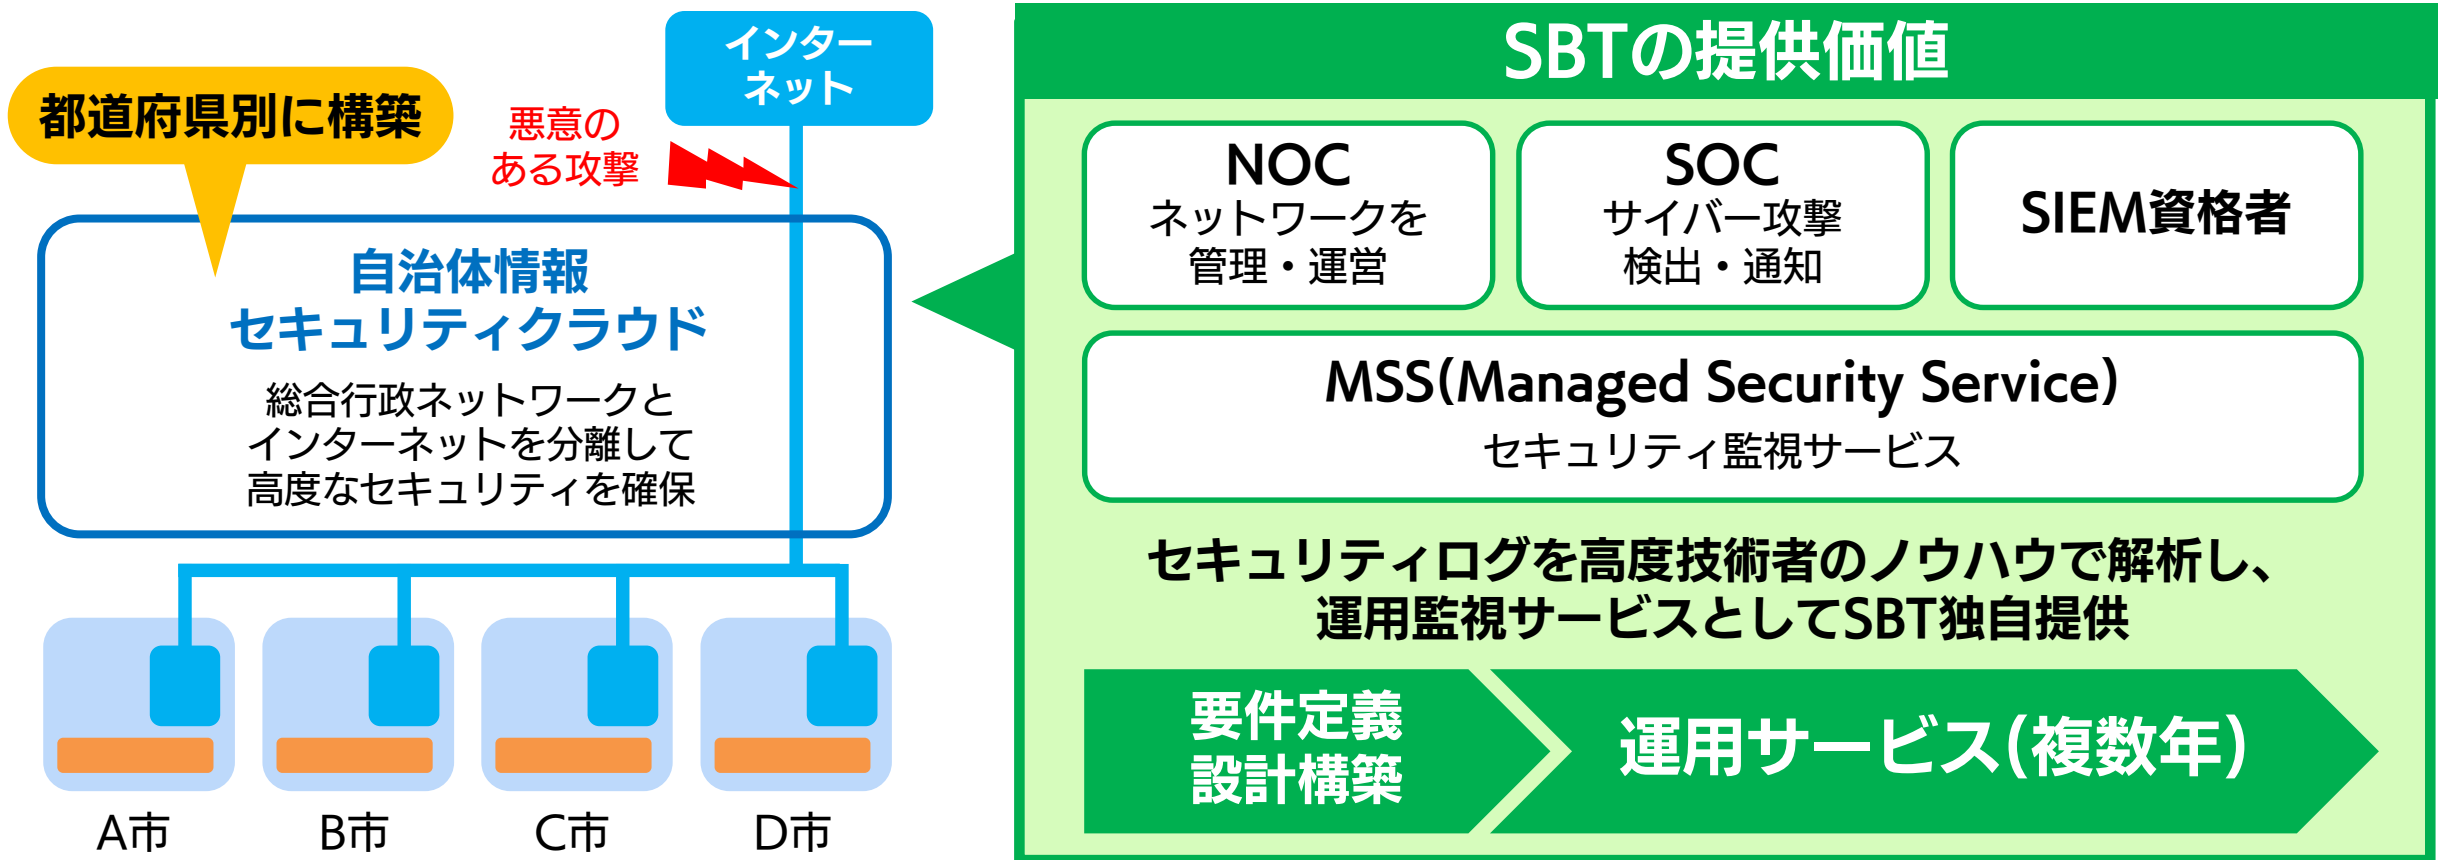 インター
ネット
都道府県別に構築
悪意の
ある攻撃
自治体情報
セキュリティクラウド
総合行政ネットワークと
インターネットを分離して
高度なセキュリティを確保
A市
B市
C市
D市
SBTの提供価値
NOC
ネットワークを
管理・運営
SOC
サイバー攻撃
検出・通知
SIEM資格者
MSS(Managed Security Service)
セキュリティ監視サービス
セキュリティログを高度技術者のノウハウで解析し、
運用監視サービスとしてSBT独自提供
要件定義
設計構築
運用サービス(複数年)